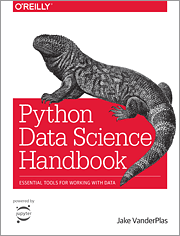 O'REILLY®
Python
Data Science
Handbook
ESSENTIAL TOOLS FOR WORKING WITH DATA
powered by
jupyter
Jake VanderPlas